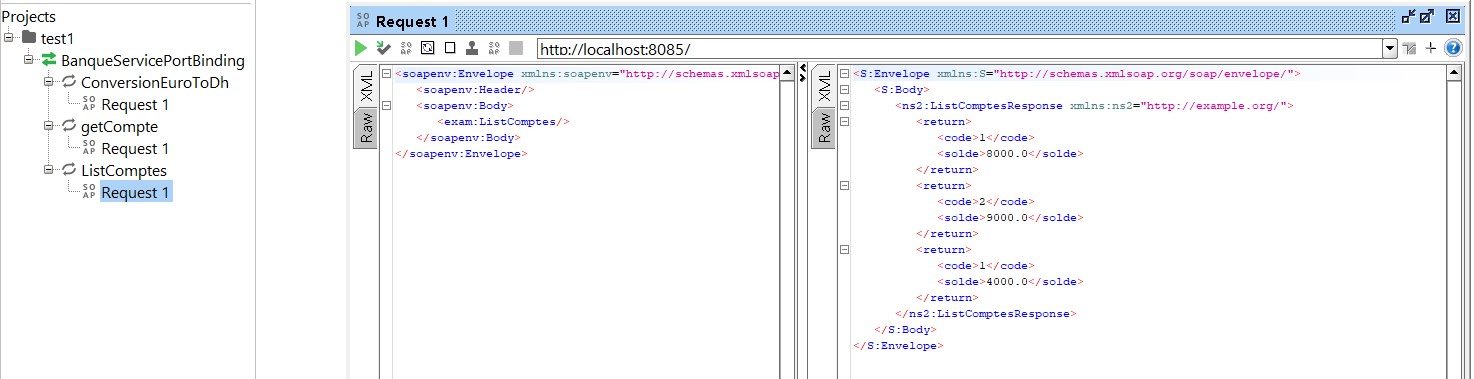 Projects
test1
BanqueServicePortBinding
ConversionEuroToDh
SO AP Request 1
getCompte
SO AP Request 1
ListComptes
SO AP Request 1
SO AP Request 1
http://localhost:8085/
XML
Raw
<soapenv:Envelope xmlns:soapenv="http://schemas.xmlsoap
<soapenv:Header/>
<soapenv:Body>
<exam:ListComptes/>
</soapenv:Body>
</soapenv:Envelope>
XML
Raw
<S:Envelope xmlns:S="http://schemas.xmlsoap.org/soap/envelope/">
<S:Body>
<ns2:ListComptesResponse xmlns:ns2="http://example.org/">
<return>
<code>1</code>
<solde>8000.0</solde>
</return>
<return>
<code>2</code>
<solde>9000.0</solde>
</return>
<return>
<code>1</code>
<solde>4000.0</solde>
</return>
</ns2:ListComptesResponse>
</S:Body>
</S:Envelope>